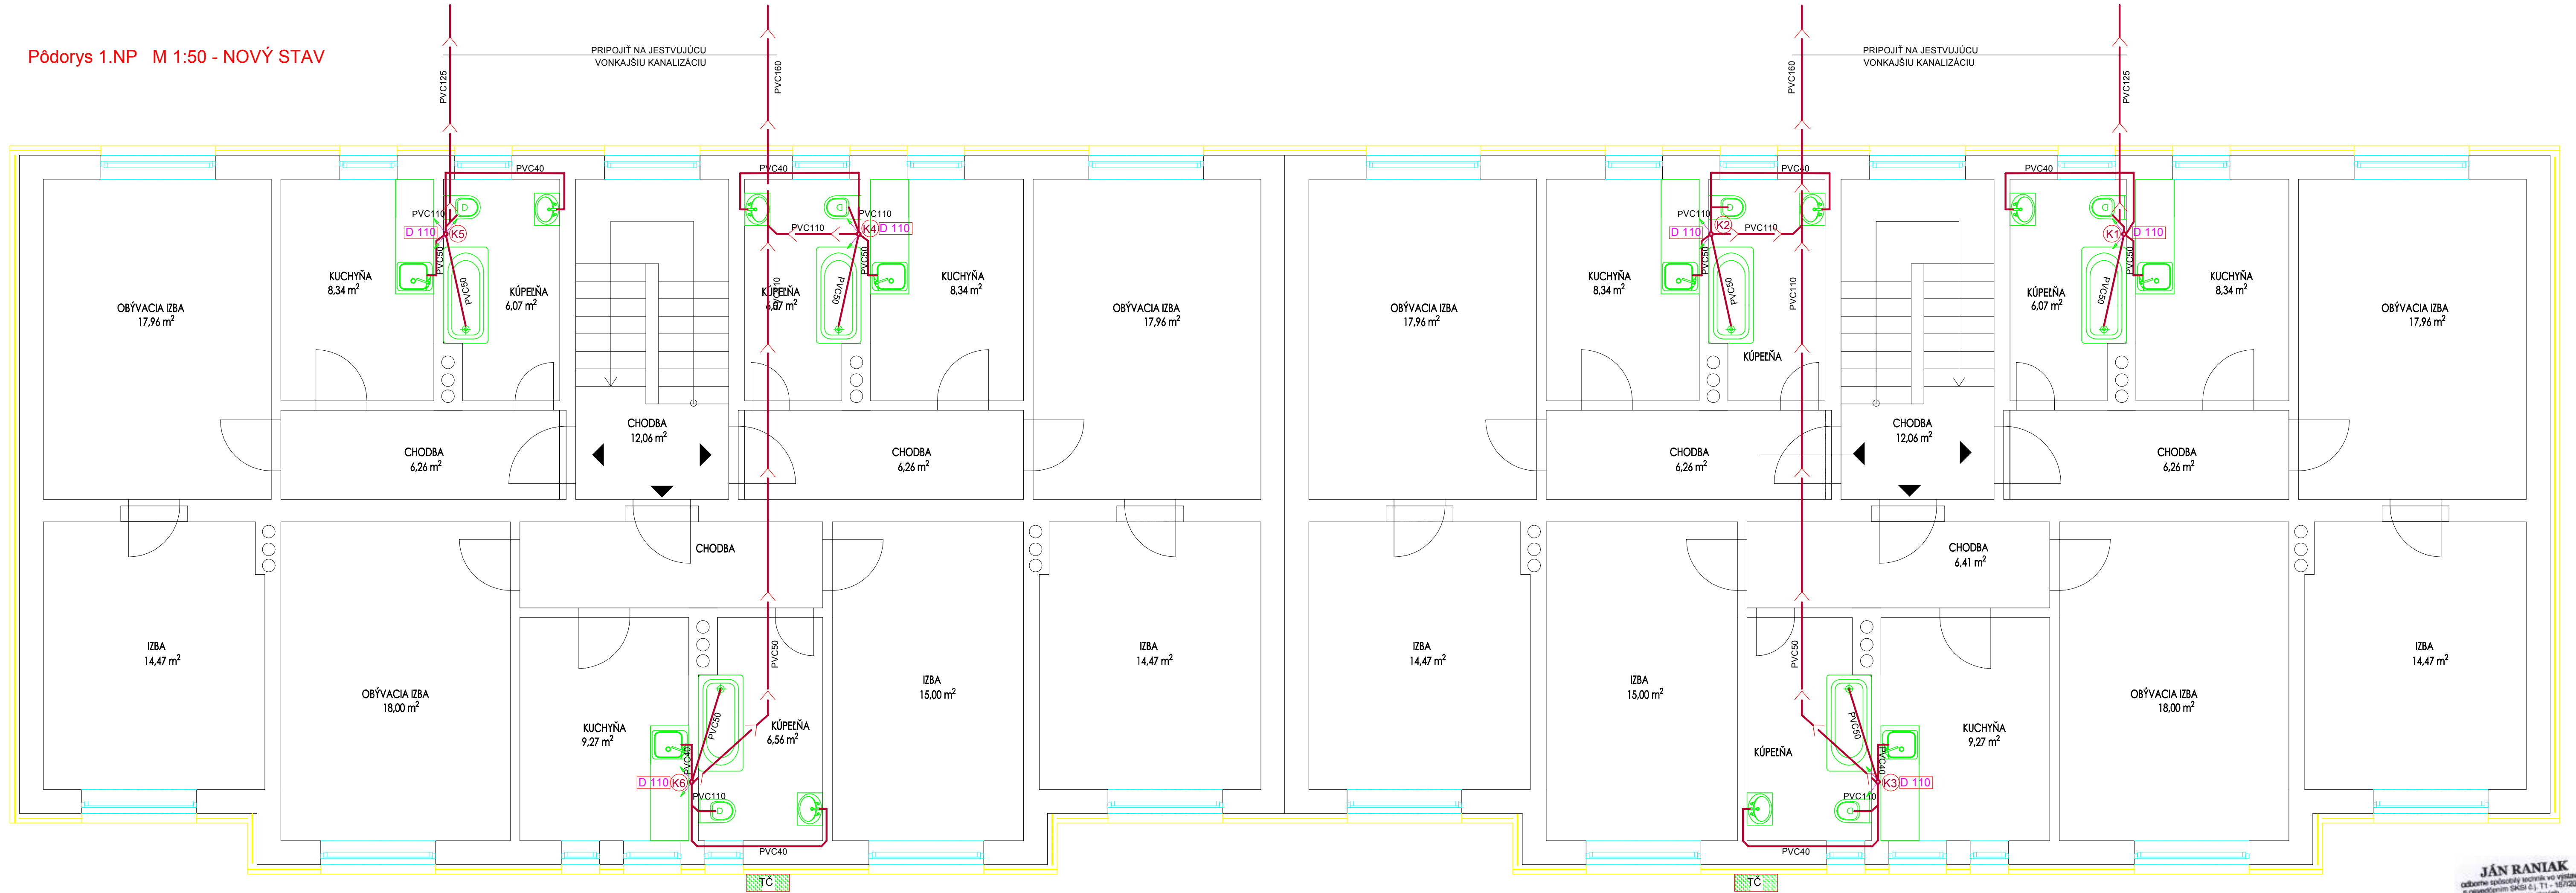 Pôdorys 1.NP   M 1:50 - NOVÝ STAV
PRIPOJIŤ NA JESTVUJÚCU
VONKAJŠIU KANALIZÁCIU
PRIPOJIŤ NA JESTVUJÚCU
VONKAJŠIU KANALIZÁCIU
PVC125
PVC160
PVC160
PVC125
PVC40
PVC40
PVC40
PVC40
PVC110
D 110
K5
PVC50
PVC50
PVC110
PVC110
K4
D 110
PVC50
PVC50
PVC110
PVC110
K2
D 110
PVC110
PVC50
PVC50
PVC110
K1
D 110
PVC50
PVC50
OBÝVACIA IZBA
17,96 m²
KUCHYŇA
8,34 m²
KÚPEĽŇA
6,07 m²
KÚPEĽŇA
6,07 m²
KUCHYŇA
8,34 m²
OBÝVACIA IZBA
17,96 m²
OBÝVACIA IZBA
17,96 m²
KUCHYŇA
8,34 m²
KÚPEĽŇA
KÚPEĽŇA
6,07 m²
KUCHYŇA
8,34 m²
OBÝVACIA IZBA
17,96 m²
CHODBA
6,26 m²
CHODBA
12,06 m²
CHODBA
6,26 m²
CHODBA
6,26 m²
CHODBA
12,06 m²
CHODBA
6,26 m²
CHODBA
CHODBA
6,41 m²
IZBA
14,47 m²
OBÝVACIA IZBA
18,00 m²
KUCHYŇA
9,27 m²
KÚPEĽŇA
6,56 m²
IZBA
15,00 m²
IZBA
14,47 m²
IZBA
14,47 m²
IZBA
15,00 m²
KÚPEĽŇA
KUCHYŇA
9,27 m²
OBÝVACIA IZBA
18,00 m²
IZBA
14,47 m²
PVC50
PVC50
PVC40
D 110
K6
PVC110
PVC40
PVC50
PVC50
PVC40
K3
D 110
PVC110
PVC40
TČ
TČ
JÁN RANIAK